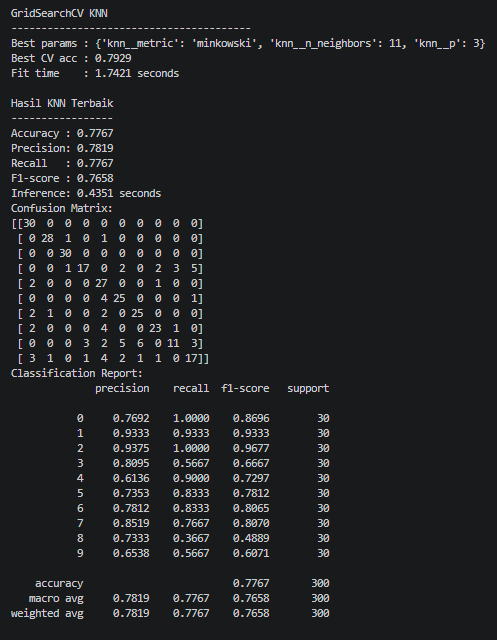 GridSearchCV KNN
----------------------------------------
Best params : {'knn__metric': 'minkowski', 'knn__n_neighbors': 11, 'knn__p': 3}
Best CV acc : 0.7929
Fit time    : 1.7421 seconds

Hasil KNN Terbaik
-----------------
Accuracy : 0.7767
Precision: 0.7819
Recall   : 0.7767
F1-score : 0.7658
Inference: 0.4351 seconds
Confusion Matrix:
[[30  0  0  0  0  0  0  0  0  0]
 [ 0 28  1  0  1  0  0  0  0  0]
 [ 0  0 30  0  0  0  0  0  0  0]
 [ 0  0  1 17  0  2  0  2  3  5]
 [ 2  0  0  0 27  0  0  1  0  0]
 [ 0  0  0  0  4 25  0  0  0  1]
 [ 2  1  0  0  2  0 25  0  0  0]
 [ 2  0  0  0  4  0  0 23  1  0]
 [ 0  0  0  3  2  5  6  0 11  3]
 [ 3  1  0  1  4  2  1  1  0 17]]
Classification Report:
              precision    recall  f1-score   support

           0     0.7692    1.0000    0.8696        30
           1     0.9333    0.9333    0.9333        30
           2     0.9375    1.0000    0.9677        30
           3     0.8095    0.5667    0.6667        30
           4     0.6136    0.9000    0.7297        30
           5     0.7353    0.8333    0.7812        30
           6     0.7812    0.8333    0.8065        30
           7     0.8519    0.7667    0.8070        30
           8     0.7333    0.3667    0.4889        30
           9     0.6538    0.5667    0.6071        30

    accuracy                         0.7767       300
   macro avg     0.7819    0.7767    0.7658       300
weighted avg     0.7819    0.7767    0.7658       300